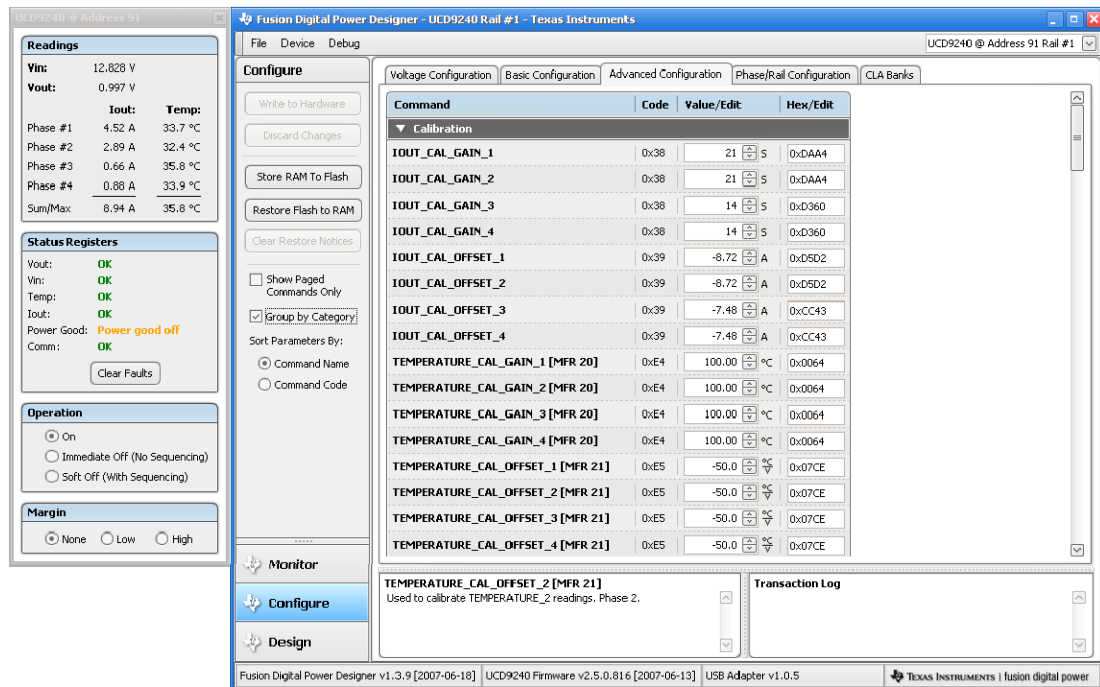 UCD9240 @ Address 91
Readings
Vin: 12.828 V
Vout: 0.997 V
Iout: Temp:
Phase #1 4.52 A 33.7 °C
Phase #2 2.89 A 32.4 °C
Phase #3 0.66 A 35.8 °C
Phase #4 0.88 A 33.9 °C
Sum/Max 8.94 A 35.8 °C
Status Registers
Vout: OK
Vin: OK
Temp: OK
Iout: OK
Power Good: Power good off
Comm: OK
Clear Faults
Operation
On
Immediate Off (No Sequencing)
Soft Off (With Sequencing)
Margin
None Low High
Fusion Digital Power Designer - UCD9240 Rail #1 - Texas Instruments
File Device Debug
UCD9240 @ Address 91 Rail #1
Configure
Write to Hardware
Discard Changes
Store RAM To Flash
Restore Flash to RAM
Clear Restore Notices
Show Paged
Commands Only
Group by Category
Sort Parameters By:
Command Name
Command Code
Monitor
Configure
Design
Voltage Configuration Basic Configuration Advanced Configuration Phase/Rail Configuration CLA Banks
Command Code Value/Edit Hex/Edit
▼ Calibration
IOUT_CAL_GAIN_1 0x38 21 S 0xDAA4
IOUT_CAL_GAIN_2 0x38 21 S 0xDAA4
IOUT_CAL_GAIN_3 0x38 14 S 0xD360
IOUT_CAL_GAIN_4 0x38 14 S 0xD360
IOUT_CAL_OFFSET_1 0x39 -8.72 A 0xD5D2
IOUT_CAL_OFFSET_2 0x39 -8.72 A 0xD5D2
IOUT_CAL_OFFSET_3 0x39 -7.48 A 0xCC43
IOUT_CAL_OFFSET_4 0x39 -7.48 A 0xCC43
TEMPERATURE_CAL_GAIN_1 [MFR 20] 0xE4 100.00 °C 0x0064
TEMPERATURE_CAL_GAIN_2 [MFR 20] 0xE4 100.00 °C 0x0064
TEMPERATURE_CAL_GAIN_3 [MFR 20] 0xE4 100.00 °C 0x0064
TEMPERATURE_CAL_GAIN_4 [MFR 20] 0xE4 100.00 °C 0x0064
TEMPERATURE_CAL_OFFSET_1 [MFR 21] 0xE5 -50.0 °C/V 0x07CE
TEMPERATURE_CAL_OFFSET_2 [MFR 21] 0xE5 -50.0 °C/V 0x07CE
TEMPERATURE_CAL_OFFSET_3 [MFR 21] 0xE5 -50.0 °C/V 0x07CE
TEMPERATURE_CAL_OFFSET_4 [MFR 21] 0xE5 -50.0 °C/V 0x07CE
TEMPERATURE_CAL_OFFSET_2 [MFR 21]
Used to calibrate TEMPERATURE_2 readings. Phase 2.
Transaction Log
Fusion Digital Power Designer v1.3.9 [2007-06-18] UCD9240 Firmware v2.5.0.816 [2007-06-13] USB Adapter v1.0.5 TEXAS INSTRUMENTS | fusion digital power